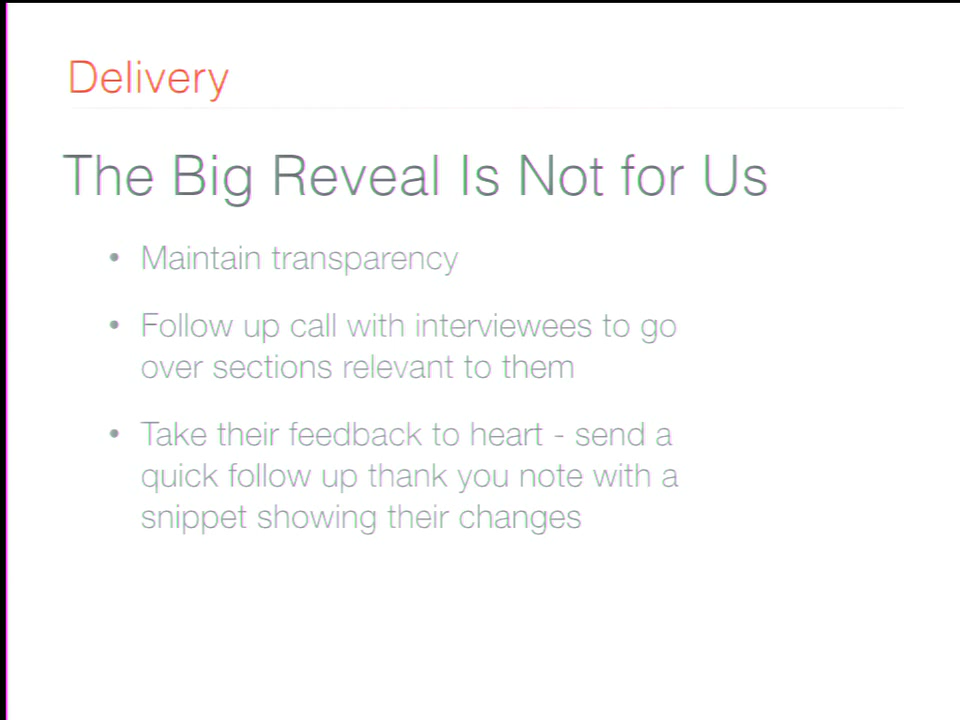 Delivery
The Big Reveal Is Not for Us
• Maintain transparency
• Follow up call with interviewees to go
over sections relevant to them
• Take their feedback to heart - send a
quick follow up thank you note with a
snippet showing their changes